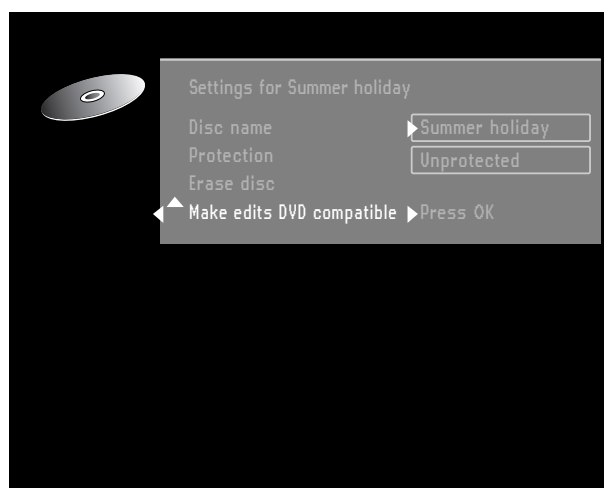 Settings for Summer holiday
Disc name Summer holiday
Protection Unprotected
Erase disc
Make edits DVD compatible Press OK